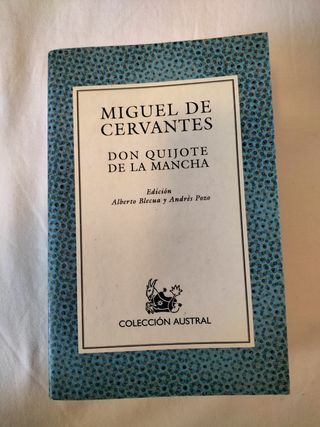 MIGUEL DE
CERVANTES
DON QUIJOTE
DE LA MANCHA
Edición
Alberto Blecua y Andrés Pozo
COLECCIÓN AUSTRAL